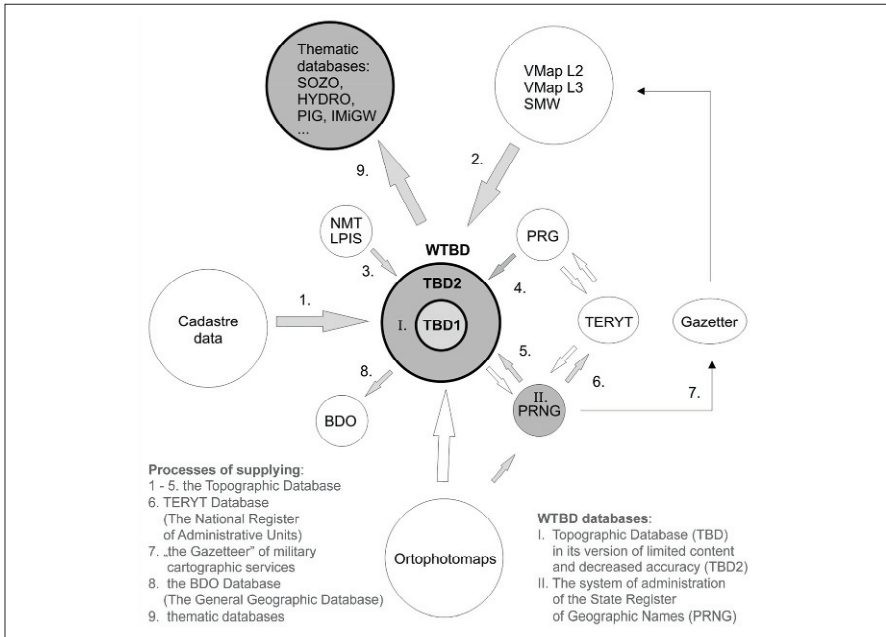 Thematic
databases:
SOZO,
HYDRO,
PIG, IMiGW
...
VMap L2
VMap L3
SMW
9.
2.
NMT
LPIS
3.
WTBD
PRG
4.
TBD2
I.
TBD1
1.
Cadastre
data
TERYT
Gazetter
5.
6.
7.
8.
BDO
II.
PRNG
Ortophotomaps
Processes of supplying:
1 - 5. the Topographic Database
6. TERYT Database
(The National Register
of Administrative Units)
7. „the Gazetteer" of military
cartographic services
8. the BDO Database
(The General Geographic Database)
9. thematic databases
WTBD databases:
I. Topographic Database (TBD)
in its version of limited content
and decreased accuracy (TBD2)
II. The system of administration
of the State Register
of Geographic Names (PRNG)